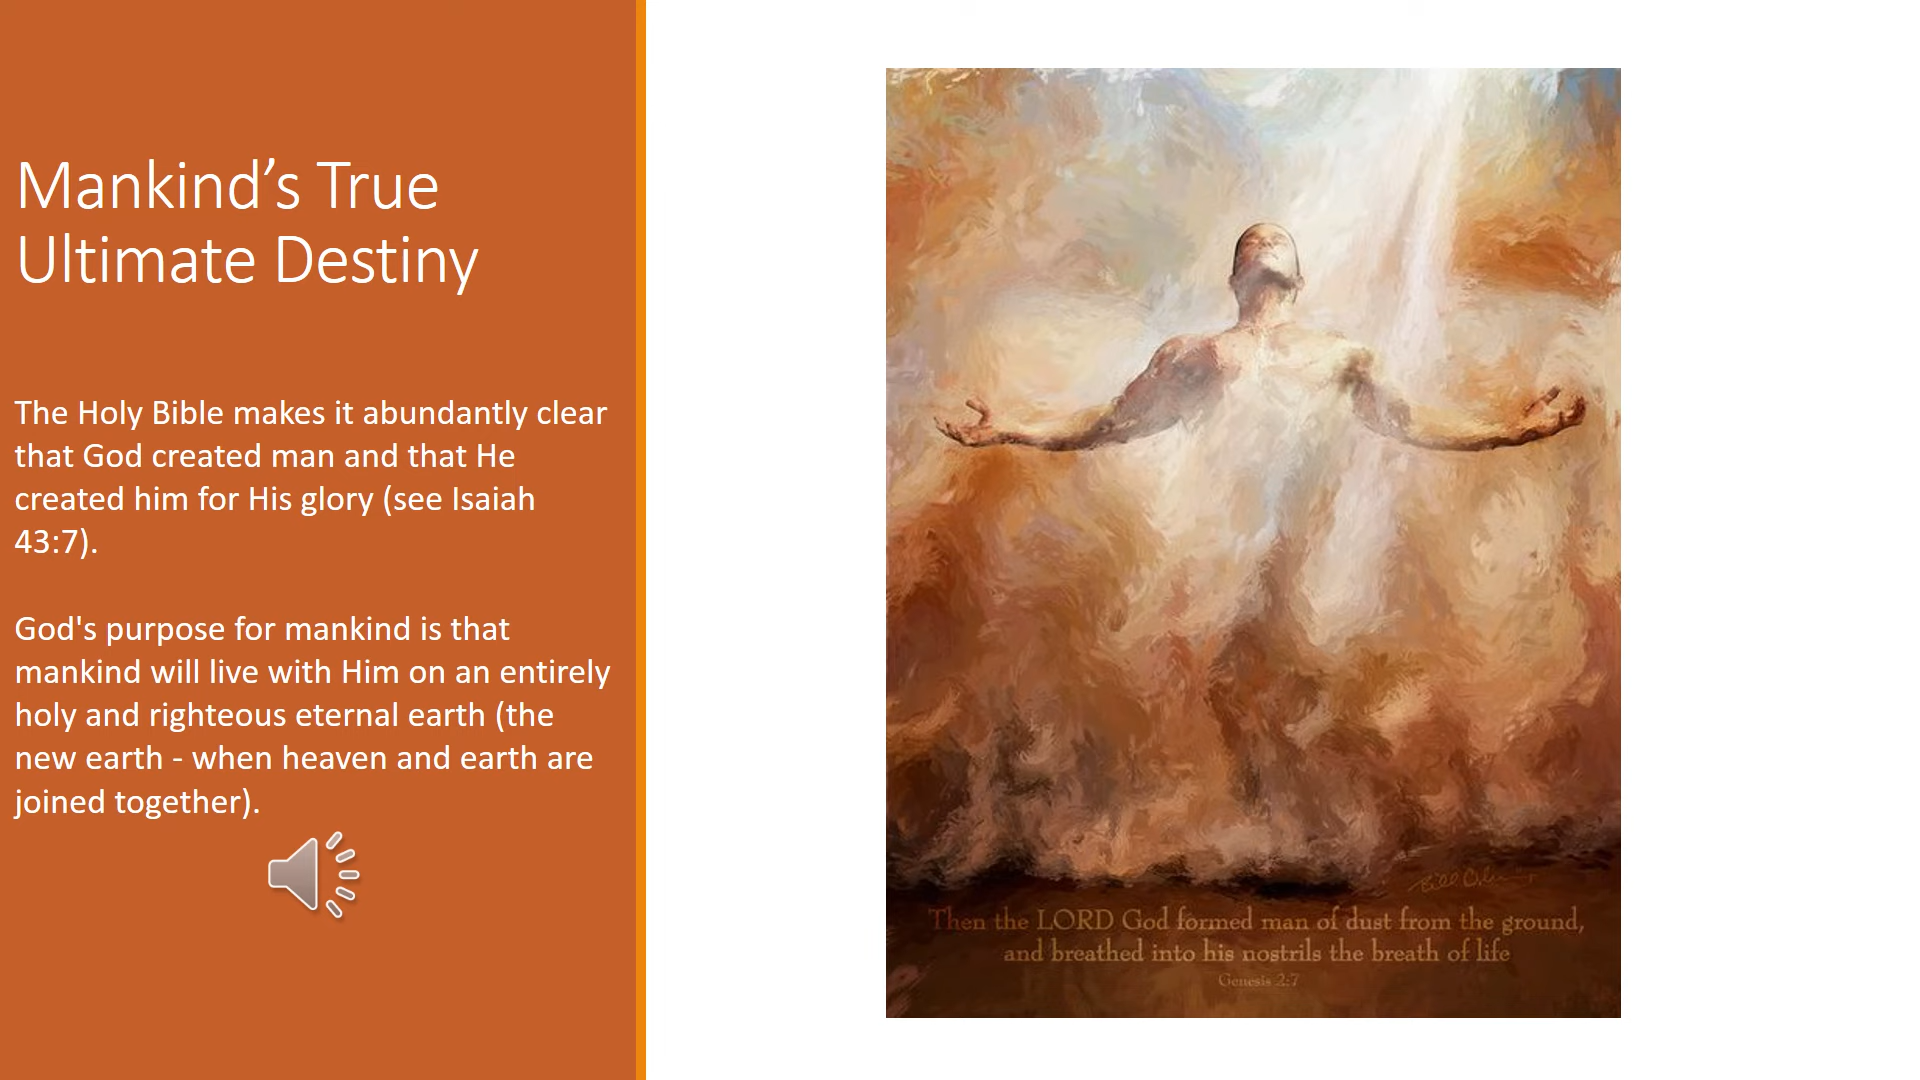 Mankind’s True
Ultimate Destiny
The Holy Bible makes it abundantly clear
that God created man and that He
created him for His glory (see Isaiah
43:7).
God's purpose for mankind is that
mankind will live with Him on an entirely
holy and righteous eternal earth (the
new earth - when heaven and earth are
joined together).
Then the LORD God formed man of dust from the ground,
and breathed into his nostrils the breath of life
Genesis 2:7